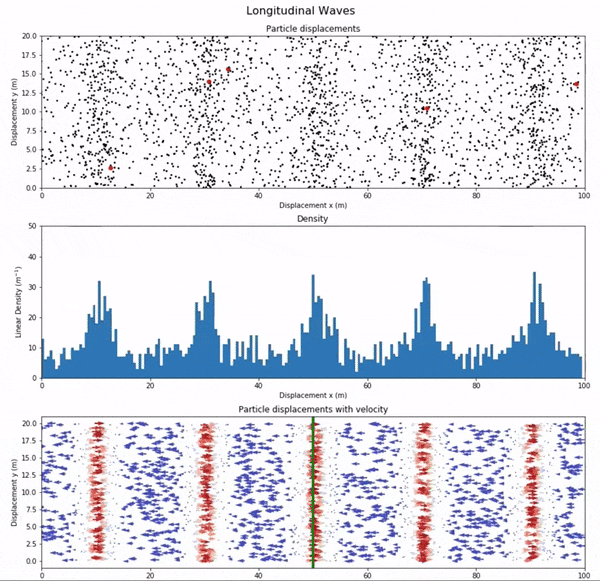 Longitudinal Waves
Particle displacements
20.0
17.5
15.0
12.5
10.0
7.5
5.0
2.5
0.0
Displacement y (m)
0 20 40 60 80 100
Displacement x (m)
Density
50
40
30
20
10
0
Linear Density (m⁻¹)
0 20 40 60 80 100
Displacement x (m)
Particle displacements with velocity
20.0
17.5
15.0
12.5
10.0
7.5
5.0
2.5
0.0
Displacement y (m)
0 20 40 60 80 100